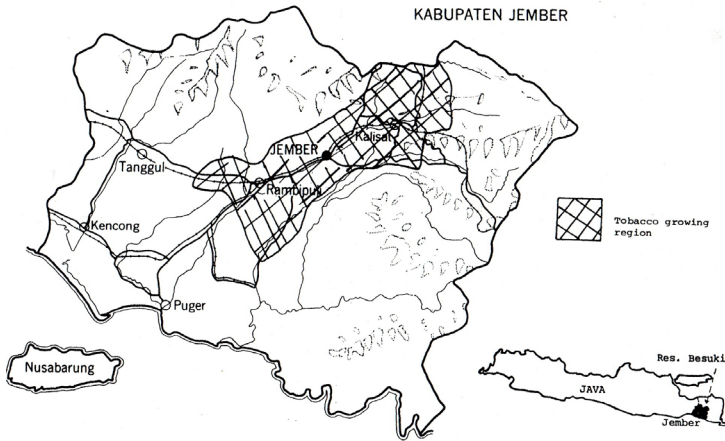 KABUPATEN JEMBER
JEMBER
Kalisat
Tanggul
Rambipuji
Kencong
Tobacco growing
region
Puger
Nusabarung
Res. Besuki
JAVA
Jember